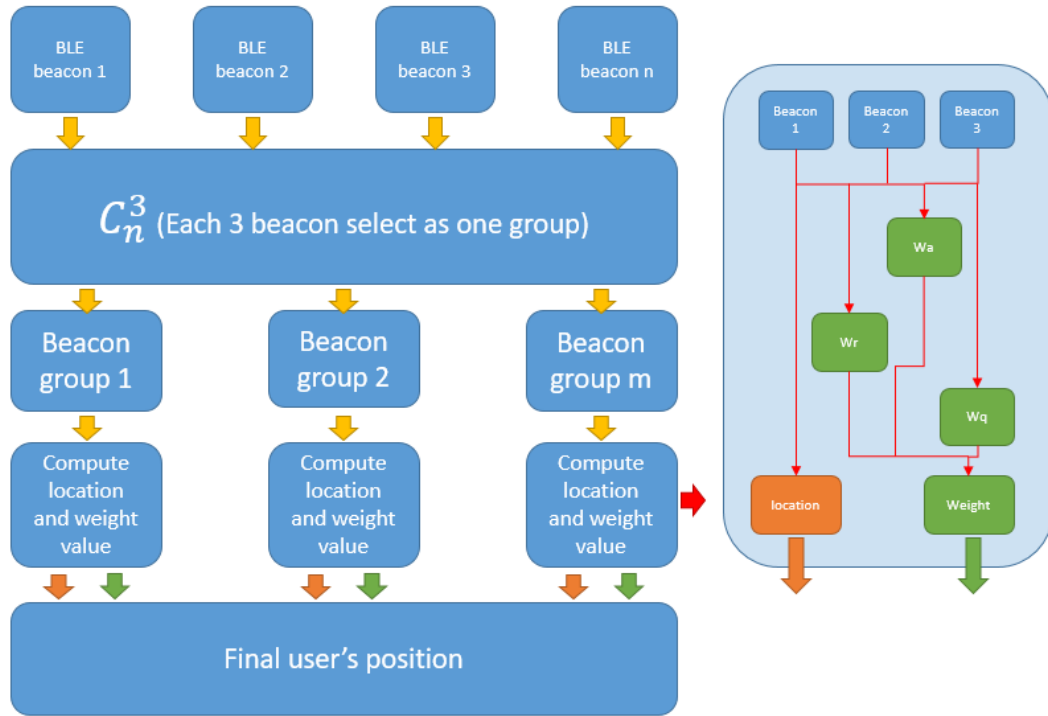 BLE
beacon 1
BLE
beacon 2
BLE
beacon 3
BLE
beacon n
C_n^3 (Each 3 beacon select as one group)
Beacon
group 1
Beacon
group 2
Beacon
group m
Compute
location
and weight
value
Compute
location
and weight
value
Compute
location
and weight
value
Final user's position
Beacon
1
Beacon
2
Beacon
3
Wa
Wr
Wq
location
Weight